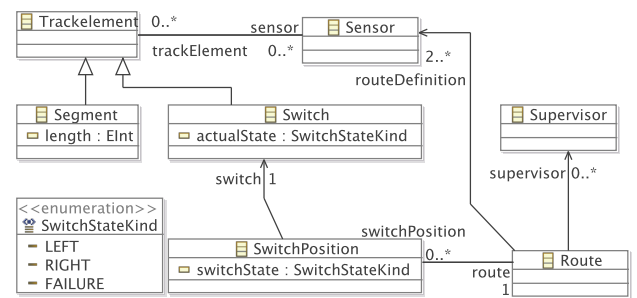 Trackelement
0..*
sensor
Sensor
trackElement
0..*
2..*
routeDefinition
Segment
length : EInt
Switch
actualState : SwitchStateKind
Supervisor
switch 1
supervisor 0..*
<<enumeration>>
SwitchStateKind
LEFT
RIGHT
FAILURE
switchPosition
SwitchPosition
0..*
switchState : SwitchStateKind
route
1
Route